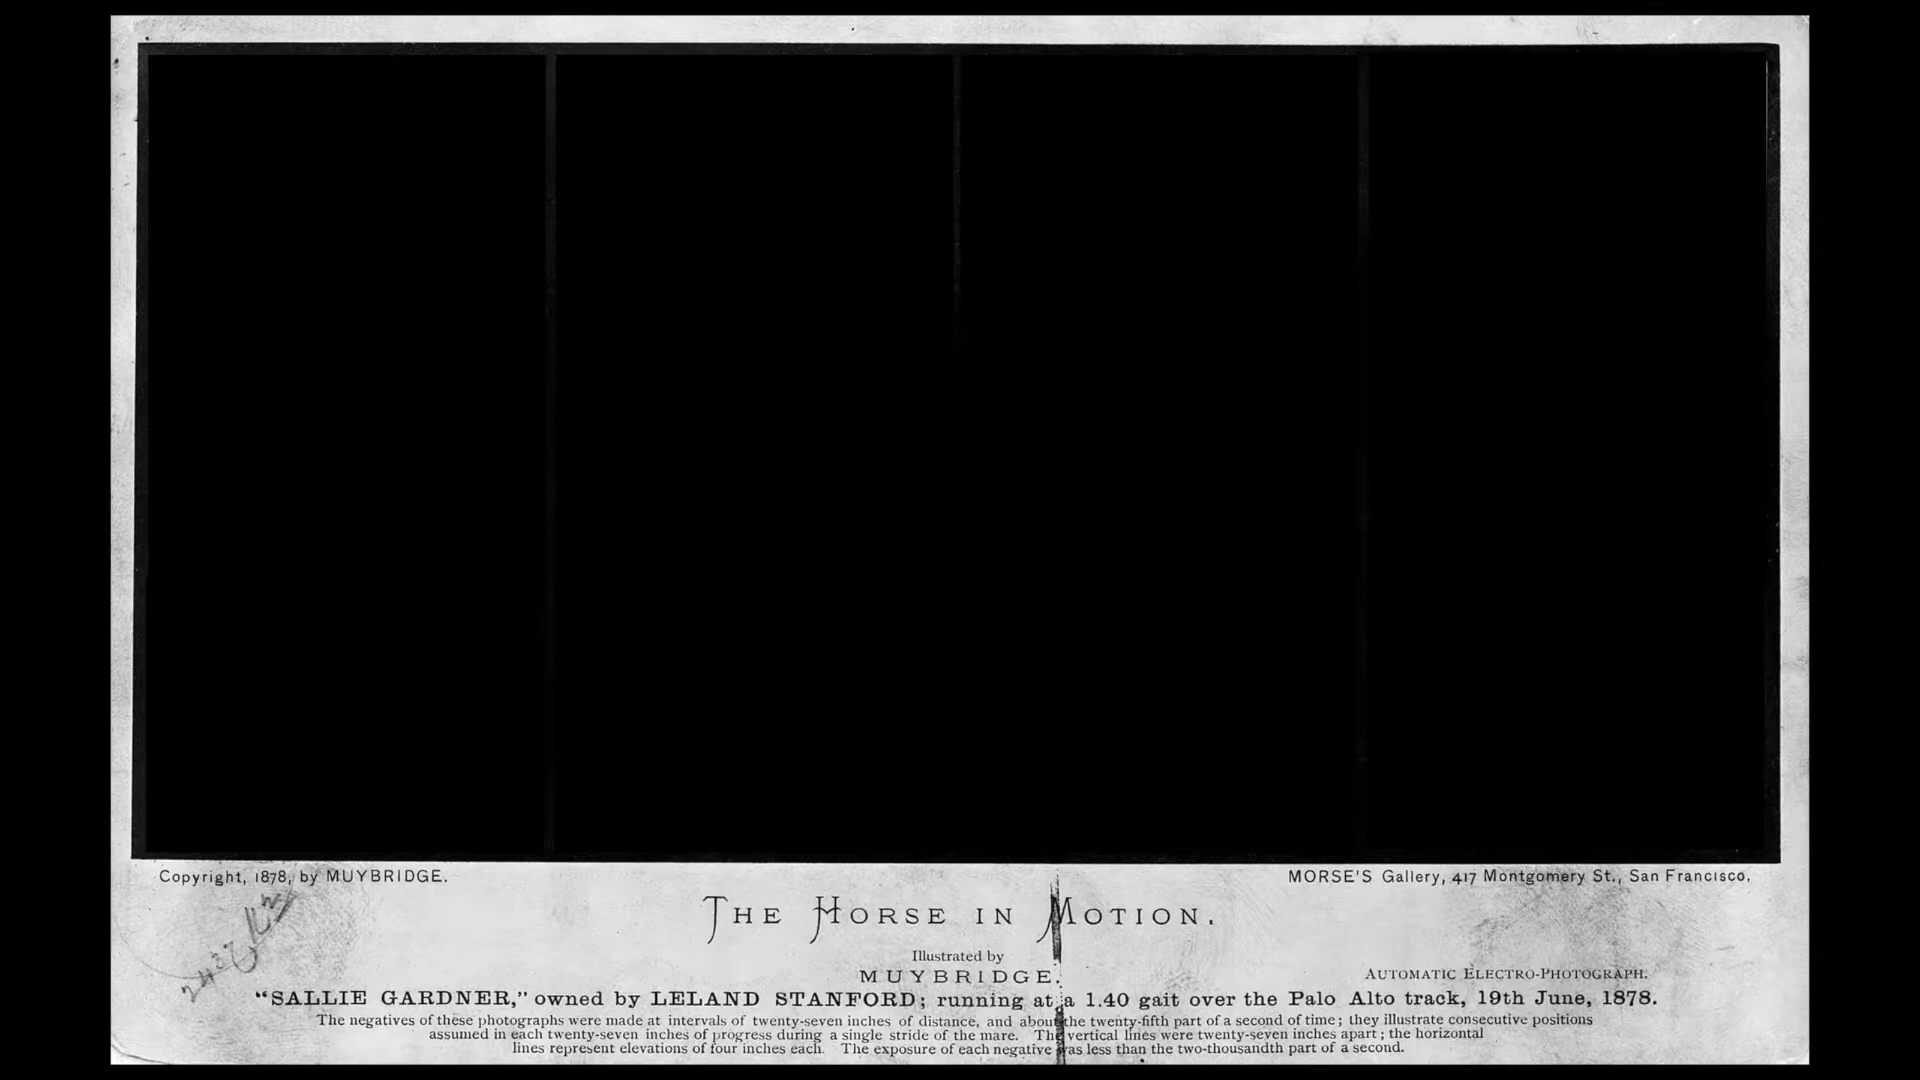 Copyright, 1878, by MUYBRIDGE.
MORSE'S Gallery, 417 Montgomery St., San Francisco.
THE HORSE IN MOTION.
Illustrated by
MUYBRIDGE.
AUTOMATIC ELECTRO-PHOTOGRAPH.
"SALLIE GARDNER," owned by LELAND STANFORD; running at a 1.40 gait over the Palo Alto track, 19th June, 1878.
The negatives of these photographs were made at intervals of twenty-seven inches of distance, and about the twenty-fifth part of a second of time; they illustrate consecutive positions
assumed in each twenty-seven inches of progress during a single stride of the mare. The vertical lines were twenty-seven inches apart; the horizontal
lines represent elevations of four inches each. The exposure of each negative was less than the two-thousandth part of a second.